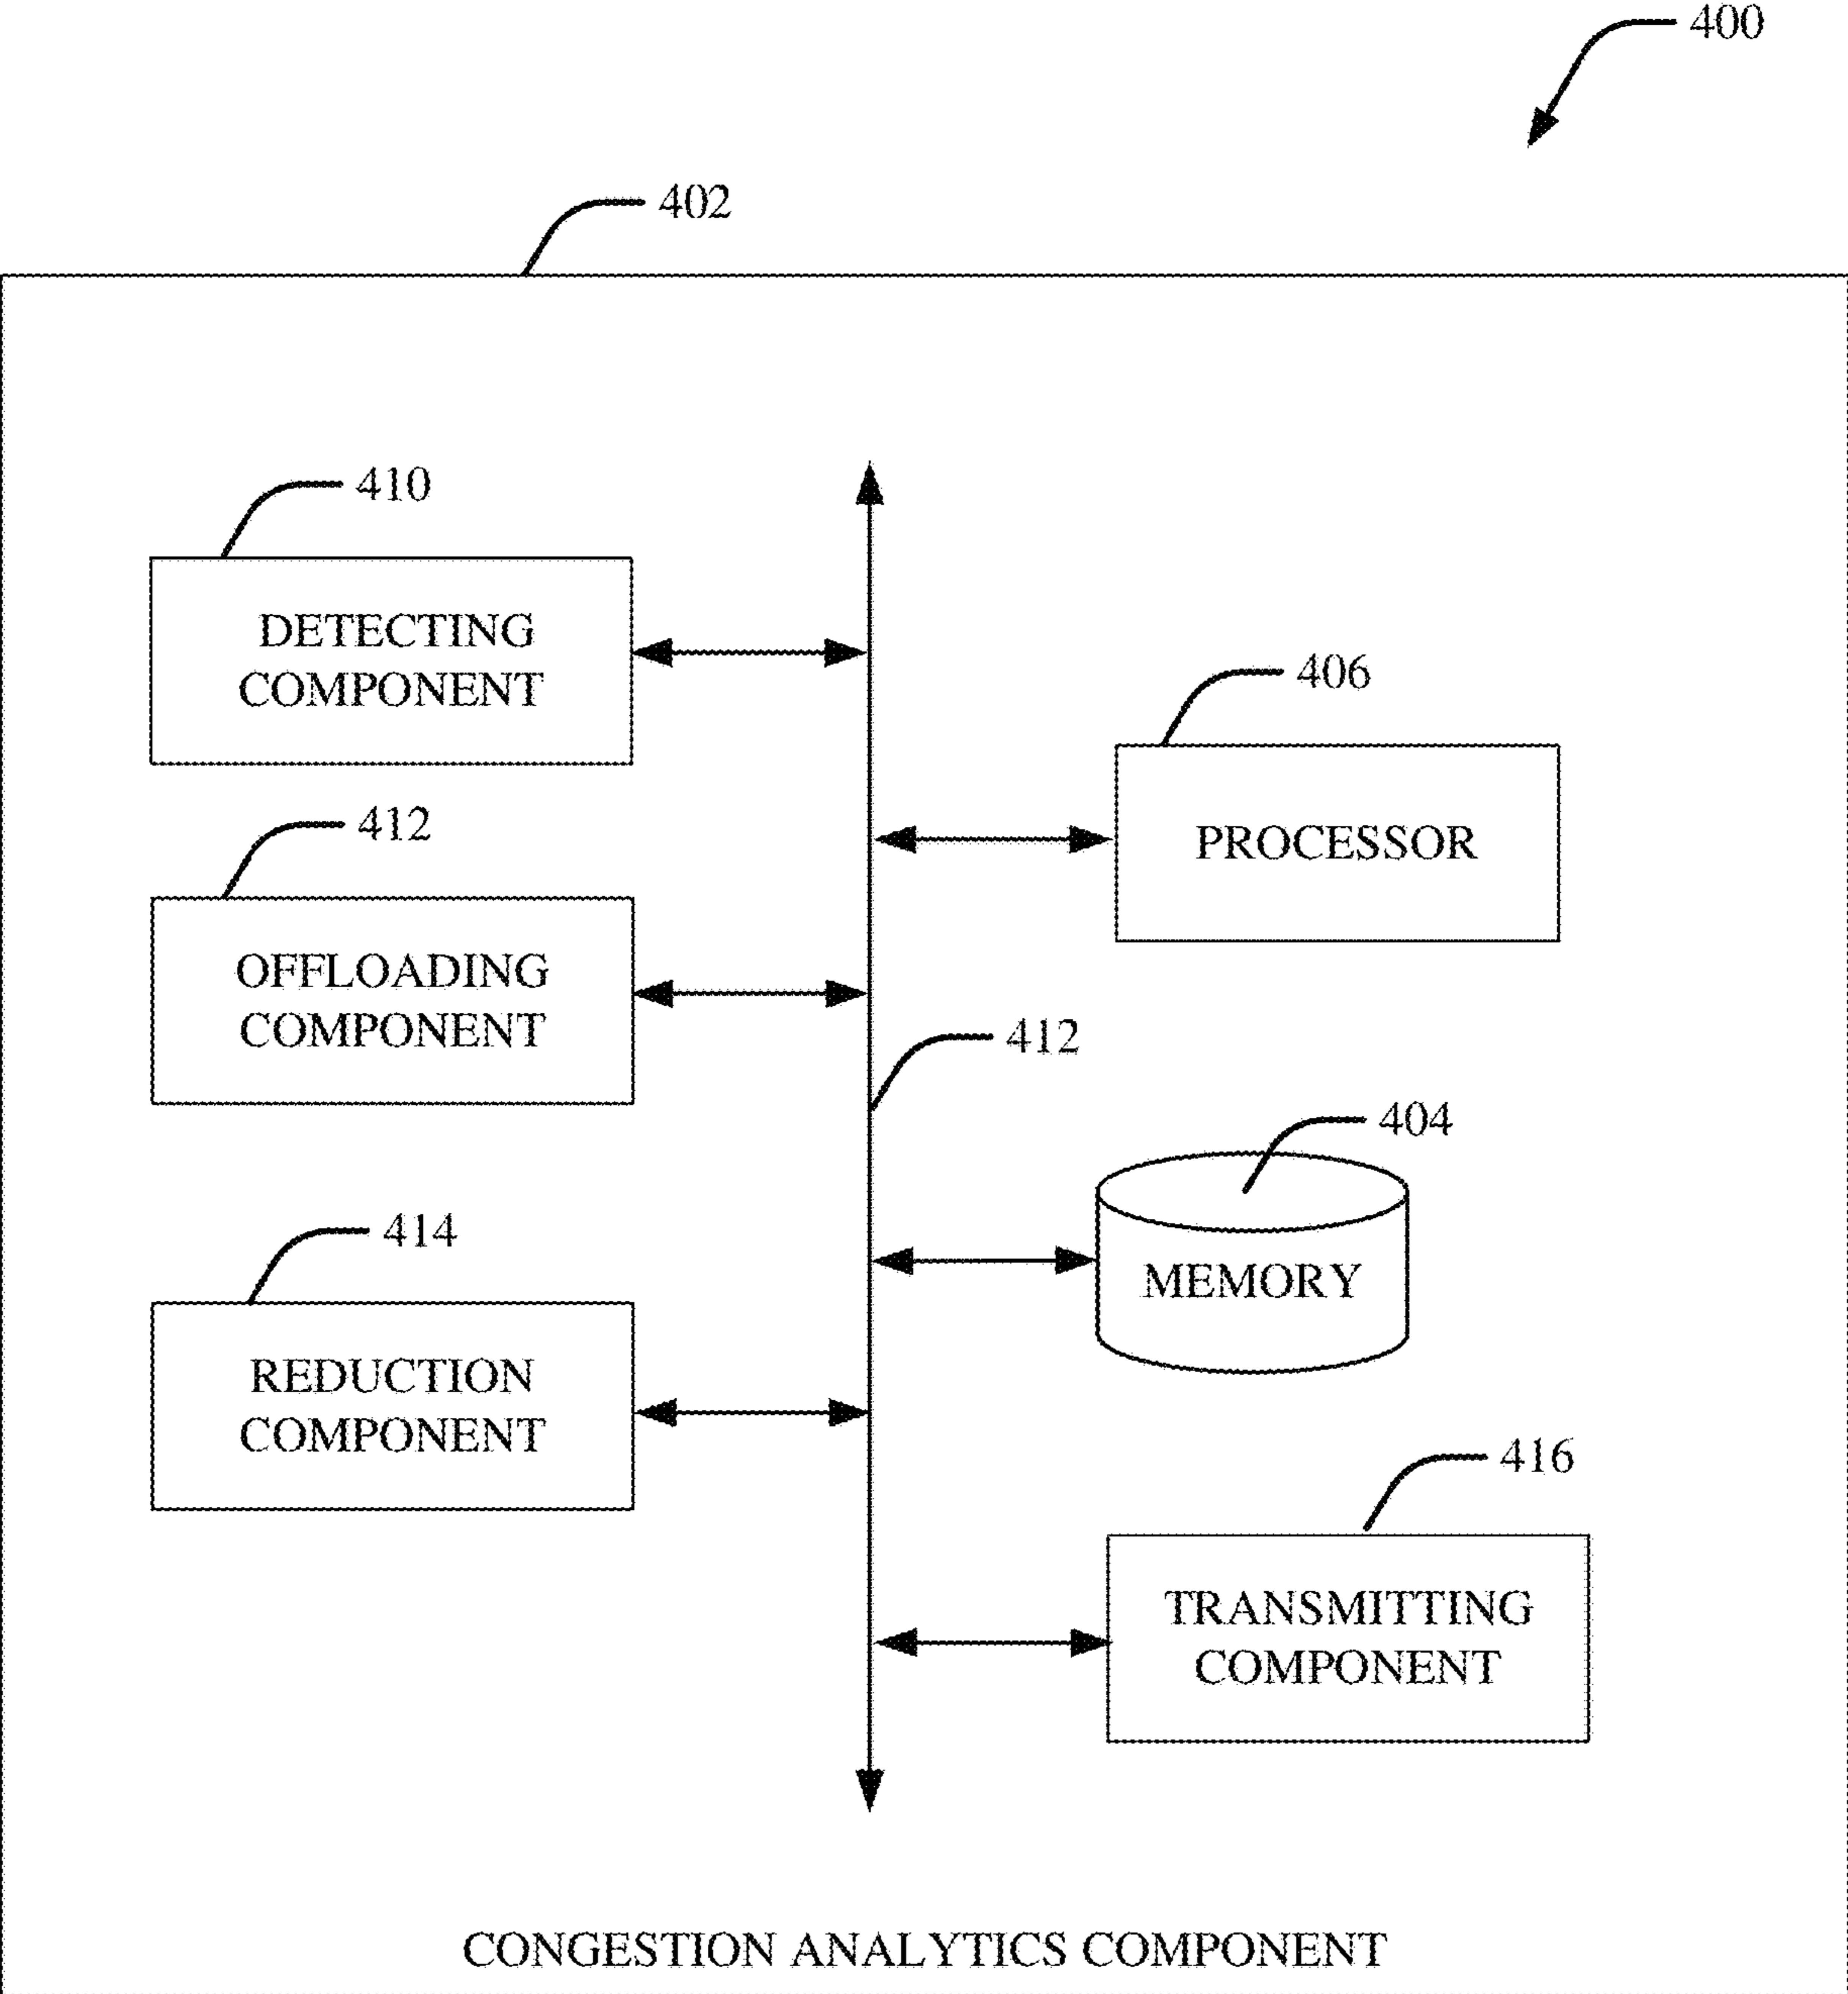 400
402
410
DETECTING
COMPONENT
406
PROCESSOR
412
OFFLOADING
COMPONENT
412
404
MEMORY
414
REDUCTION
COMPONENT
416
TRANSMITTING
COMPONENT
CONGESTION ANALYTICS COMPONENT